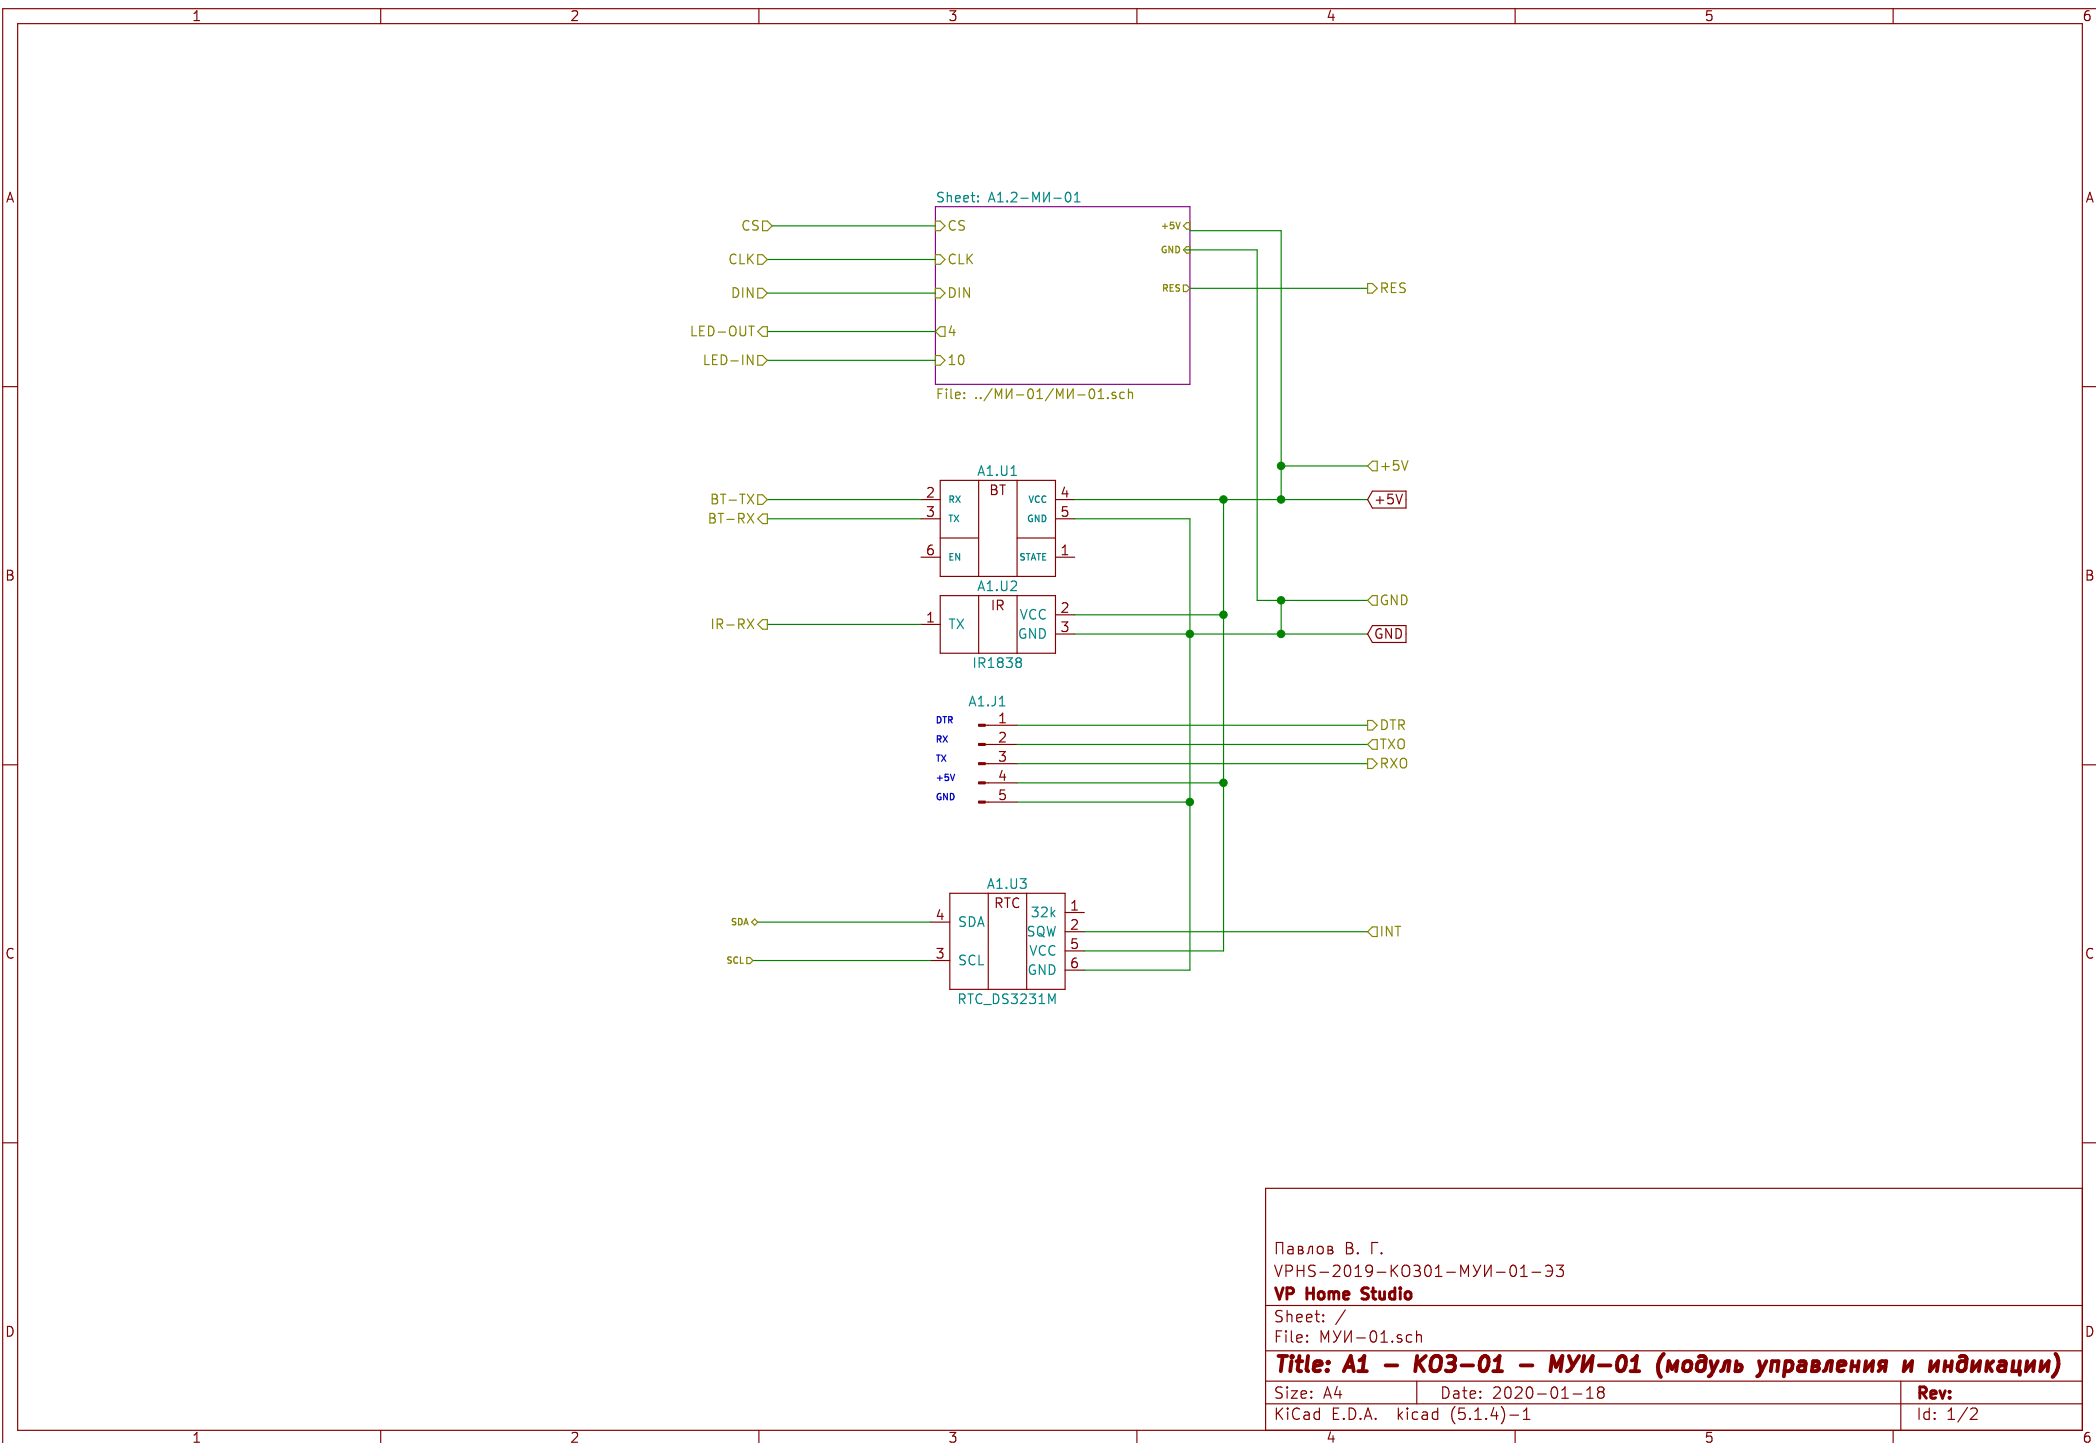 1 2 3 4 5 6
A A
Sheet: A1.2-МИ-01
CS CS +5V
GND
CLK CLK
DIN DIN RES RES
LED-OUT 4
LED-IN 10
File: ../МИ-01/МИ-01.sch
+5V
A1.U1
BT
BT-TX 2 RX VCC 4 +5V
BT-RX 3 TX GND 5
6 EN STATE 1
B B
A1.U2
IR
GND
IR-RX 1 TX VCC 2
GND 3 GND
IR1838
A1.J1
DTR 1 DTR
RX 2 TXO
TX 3 RXO
+5V 4
GND 5
A1.U3
RTC
32k 1
SDA 4 SDA
SQW 2 INT
VCC 5
C C
SCL 3 SCL
GND 6
RTC_DS3231M
Павлов В. Г.
VPHS-2019-КОЗ01-МУИ-01-ЭЗ
VP Home Studio
Sheet: /
File: МУИ-01.sch
D D
Title: A1 - КОЗ-01 - МУИ-01 (модуль управления и индикации)
Size: A4 Date: 2020-01-18 Rev:
KiCad E.D.A. kicad (5.1.4)-1 Id: 1/2
1 2 3 4 5 6